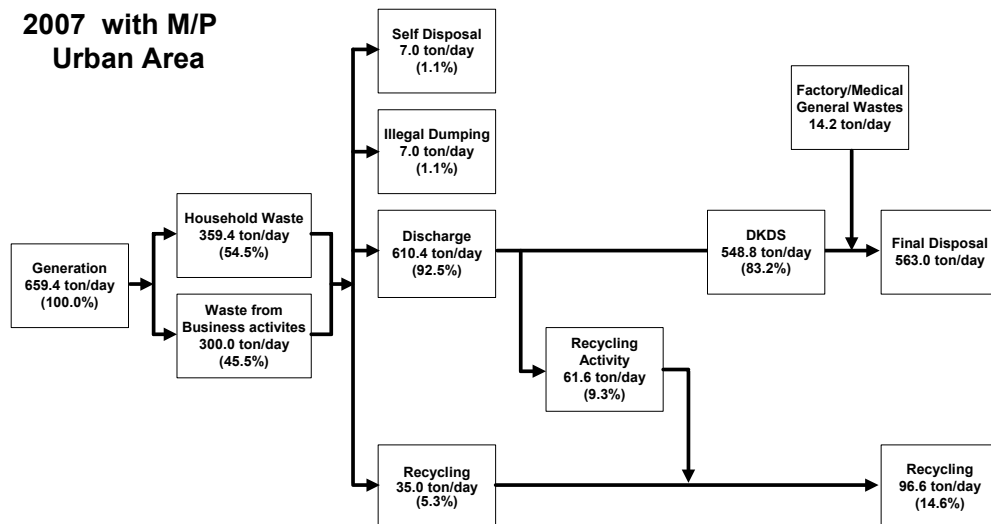 2007 with M/P
Urban Area
Self Disposal
7.0 ton/day
(1.1%)
Factory/Medical
General Wastes
14.2 ton/day
Illegal Dumping
7.0 ton/day
(1.1%)
Household Waste
359.4 ton/day
(54.5%)
Discharge
610.4 ton/day
(92.5%)
DKDS
548.8 ton/day
(83.2%)
Final Disposal
563.0 ton/day
Generation
659.4 ton/day
(100.0%)
Waste from
Business activites
300.0 ton/day
(45.5%)
Recycling
Activity
61.6 ton/day
(9.3%)
Recycling
35.0 ton/day
(5.3%)
Recycling
96.6 ton/day
(14.6%)